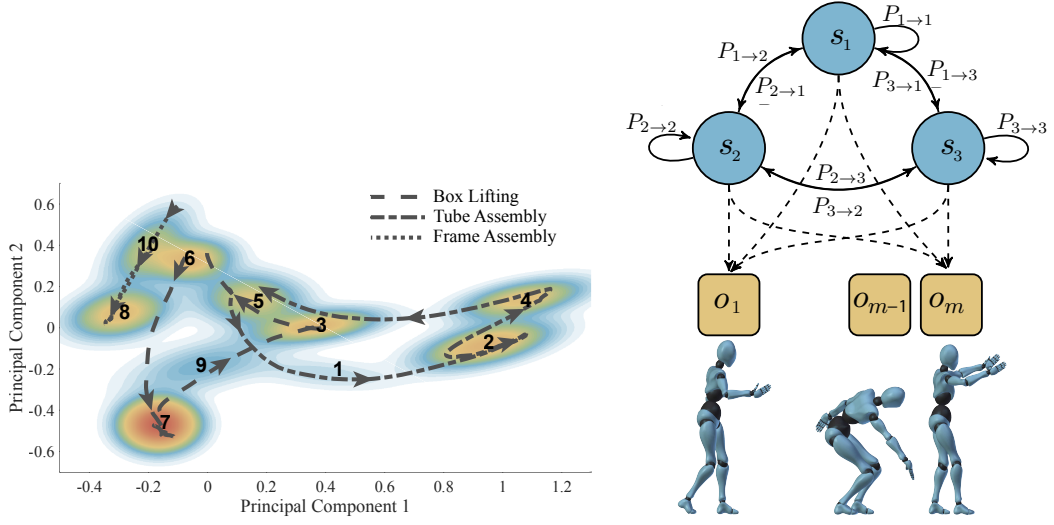 Principal Component 2
0.6
0.4
0.2
0
-0.2
-0.4
-0.6
-0.4
-0.2
0
0.2
0.4
0.6
0.8
1
1.2
Principal Component 1
Box Lifting
Tube Assembly
Frame Assembly
10
6
8
5
3
4
2
1
9
7
s₁
P₁→₁
P₁→₂
P₂→₁
P₃→₁
P₁→₃
s₂
P₂→₂
s₃
P₃→₃
P₂→₃
P₃→₂
o₁
oₘ₋₁
oₘ